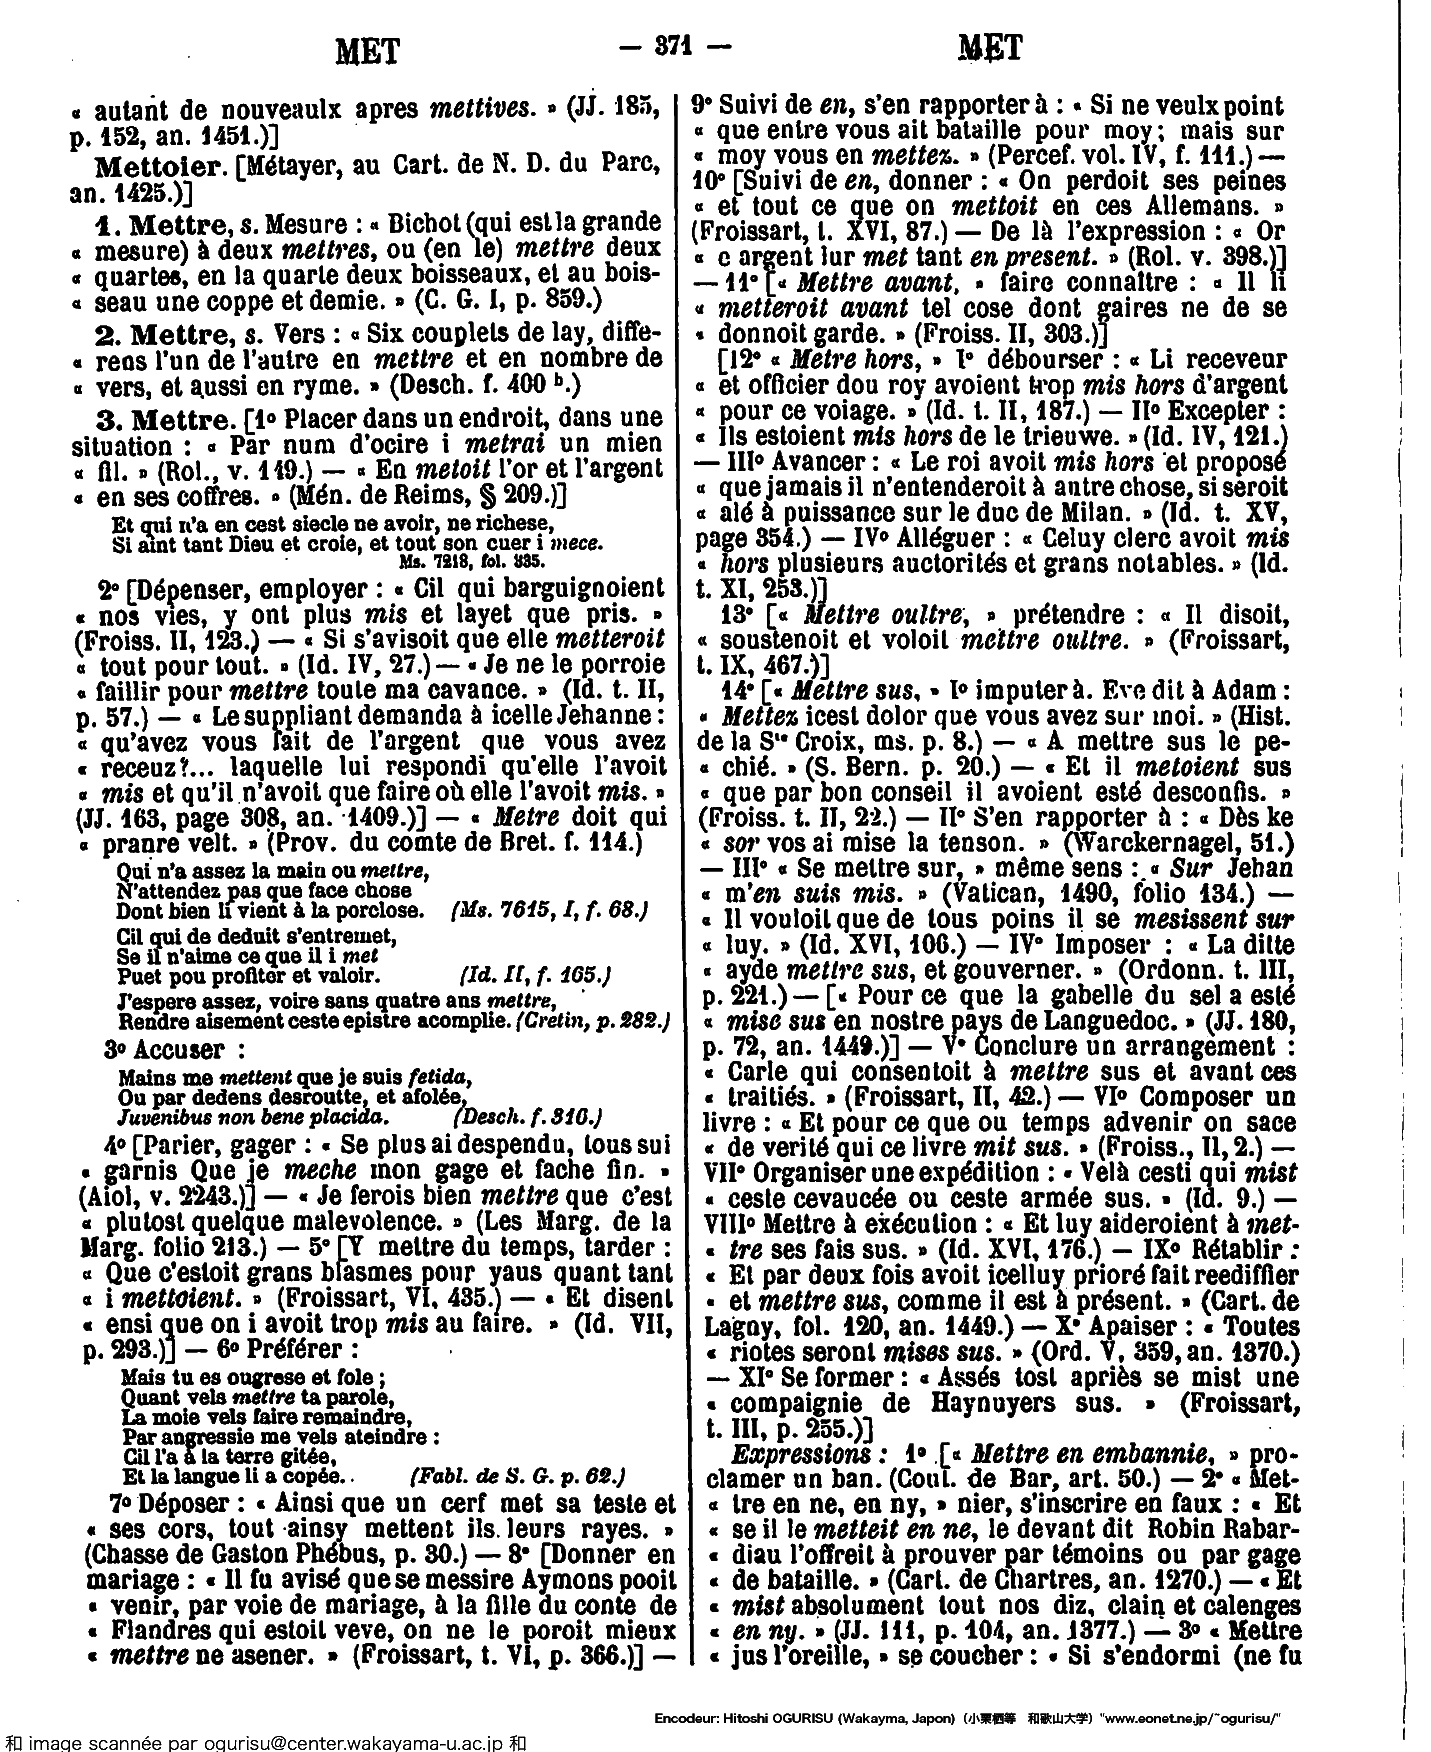 MET — 371 — MET
« autant de nouveaulx apres mettives. » (JJ. 185,
p. 152, an. 1451.)]
Mettoier. [Métayer, au Cart. de N. D. du Parc,
an. 1425.)]
1. Mettre, s. Mesure : « Bichot (qui est la grande
« mesure) à deux mettres, ou (en le) mettre deux
« quartes, en la quarte deux boisseaux, et au bois-
« seau une coppe et demie. » (C. G. I, p. 859.)
2. Mettre, s. Vers : « Six couplets de lay, diffe-
« rens l'un de l'autre en mettre et en nombre de
« vers, et aussi en ryme. » (Desch. f. 400 b.)
3. Mettre. [1o Placer dans un endroit, dans une
situation : « Par num d'ocire i metrai un mien
« fil. » (Rol., v. 149.) — « En metoit l'or et l'argent
« en ses coffres. » (Mén. de Reims, § 209.)]
Et qui n'a en cest siecle ne avoir, ne richese,
Si aint tant Dieu et croie, et tout son cuer i mece.
Ms. 7218, fol. 335.
2o [Dépenser, employer : « Cil qui barguignoient
« nos vies, y ont plus mis et layet que pris. »
(Froiss. II, 123.) — « Si s'avisoit que elle metteroit
« tout pour tout. » (Id. IV, 27.) — « Je ne le porroie
« faillir pour mettre toute ma cavance. » (Id. t. II,
p. 57.) — « Le suppliant demanda à icelle Jehanne :
« qu'avez vous fait de l'argent que vous avez
« receuz ?... laquelle lui respondi qu'elle l'avoit
« mis et qu'il n'avoit que faire où elle l'avoit mis. »
(JJ. 163, page 308, an. 1409.)] — « Metre doit qui
« pranre velt. » (Prov. du comte de Bret. f. 114.)
Qui n'a assez la main ou mettre,
N'attendez pas que face chose
Dont bien li vient à la porclose. (Ms. 7615, I, f. 68.)
Cil qui de deduit s'entremet,
Se il n'aime ce que il i met
Puet pou profiter et valoir. (Id. II, f. 165.)
J'espere assez, voire sans quatre ans mettre,
Rendre aisement ceste epistre acomplie. (Cretin, p. 282.)
3o Accuser :
Mains me mettent que je suis fetida,
Ou par dedens desroutte, et afolée,
Juvenibus non bene placida. (Desch. f. 310.)
4o [Parier, gager : « Se plus ai despendu, tous sui
« garnis Que je meche mon gage et fache fin. »
(Aiol, v. 2243.)] — « Je ferois bien mettre que c'est
« plutost quelque malevolence. » (Les Marg. de la
Marg. folio 213.) — 5o [Y mettre du temps, tarder :
« Que c'estoit grans blasmes pour yaus quant tant
« i mettoient. » (Froissart, VI, 435.) — « Et disent
« ensi que on i avoit trop mis au faire. » (Id. VII,
p. 293.)] — 6o Préférer :
Mais tu es ougrese et fole ;
Quant vels mettre ta parole,
La moie vels faire remaindre,
Par angressie me vels ateindre :
Cil l'a à la terre gitée,
Et la langue li a copée. (Fabl. de S. G. p. 62.)
7o Déposer : « Ainsi que un cerf met sa teste et
« ses cors, tout ainsy mettent ils leurs rayes. »
(Chasse de Gaston Phébus, p. 30.) — 8o [Donner en
mariage : « Il fu avisé que se messire Aymons pooit
« venir, par voie de mariage, à la fille du conte de
« Flandres qui estoit veve, on ne le poroit mieux
« mettre ne asener. » (Froissart, t. VI, p. 366.)] —
9o Suivi de en, s'en rapporter à : « Si ne veulx point
« que entre vous ait bataille pour moy ; mais sur
« moy vous en mettez. » (Percef. vol. IV, f. 111.) —
10o [Suivi de en, donner : « On perdoit ses peines
« et tout ce que on mettoit en ces Allemans. »
(Froissart, t. XVI, 87.) — De là l'expression : « Or
« e argent lur met tant en present. » (Rol. v. 398.)]
— 11o [« Mettre avant, » faire connaître : « Il li
« metteroit avant tel cose dont gaires ne de se
« donnoit garde. » (Froiss. II, 303.)]
[12o « Metre hors, » Io débourser : « Li receveur
« et officier dou roy avoient trop mis hors d'argent
« pour ce voiage. » (Id. t. II, 187.) — IIo Excepter :
« Ils estoient mis hors de le trieuwe. » (Id. IV, 121.)
— IIIo Avancer : « Le roi avoit mis hors et proposé
« que jamais il n'entenderoit à autre chose, si seroit
« alé à puissance sur le duc de Milan. » (Id. t. XV,
page 354.) — IVo Alléguer : « Celuy clerc avoit mis
« hors plusieurs auctorités et grans notables. » (Id.
t. XI, 253.)]
13o [« Mettre oultre, » prétendre : « Il disoit,
« soustenoit et voloit mettre oultre. » (Froissart,
t. IX, 467.)]
14o [« Mettre sus, » Io imputer à. Eve dit à Adam :
« Mettez icest dolor que vous avez sur moi. » (Hist.
de la Ste Croix, ms. p. 8.) — « A mettre sus le pe-
« chié. » (S. Bern. p. 20.) — « Et il metoient sus
« que par bon conseil il avoient esté desconfis. »
(Froiss. t. II, 22.) — IIo S'en rapporter à : « Dès ke
« sor vos ai mise la tenson. » (Warckernagel, 51.)
— IIIo « Se mettre sur, » même sens : « Sur Jehan
« m'en suis mis. » (Vatican, 1490, folio 134.) —
« Il vouloit que de tous poins il se mesissent sur
« luy. » (Id. XVI, 106.) — IVo Imposer : « La ditte
« ayde mettre sus, et gouverner. » (Ordonn. t. III,
p. 221.) — [« Pour ce que la gabelle du sel a esté
« mise sus en nostre pays de Languedoc. » (JJ. 180,
p. 72, an. 1449.)] — Vo Conclure un arrangement :
« Carle qui consentoit à mettre sus et avant ces
« traitiés. » (Froissart, II, 42.) — VIo Composer un
livre : « Et pour ce que ou temps advenir on sace
« de verité qui ce livre mit sus. » (Froiss., II, 2.) —
VIIo Organiser une expédition : « Velà cesti qui mist
« ceste cevaucée ou ceste armée sus. » (Id. 9.) —
VIIIo Mettre à exécution : « Et luy aideroient à met-
« tre ses fais sus. » (Id. XVI, 176.) — IXo Rétablir :
« Et par deux fois avoit icelluy prioré fait reediffier
« et mettre sus, comme il est à présent. » (Cart. de
Lagny, fol. 120, an. 1449.) — Xo Apaiser : « Toutes
« riotes seront mises sus. » (Ord. V, 359, an. 1370.)
— XIo Se former : « Assés tost apriès se mist une
« compaignie de Haynuyers sus. » (Froissart,
t. III, p. 255.)]
Expressions : 1o [« Mettre en embannie, » pro-
clamer un ban. (Cout. de Bar, art. 50.) — 2o « Met-
« tre en ne, en ny, » nier, s'inscrire en faux : « Et
« se il le metteit en ne, le devant dit Robin Rabar-
« diau l'offreit à prouver par témoins ou par gage
« de bataille. » (Cart. de Chartres, an. 1270.) — « Et
« mist absolument tout nos diz, clain et calenges
« en ny. » (JJ. 111, p. 104, an. 1377.) — 3o « Mettre
« jus l'oreille, » se coucher : « Si s'endormi (ne fu
Encodeur: Hitoshi OGURISU (Wakayma, Japon) (小栗栖等 和歌山大学) "www.eonet.ne.jp/~ogurisu/"
和 image scannée par ogurisu@center.wakayama-u.ac.jp 和